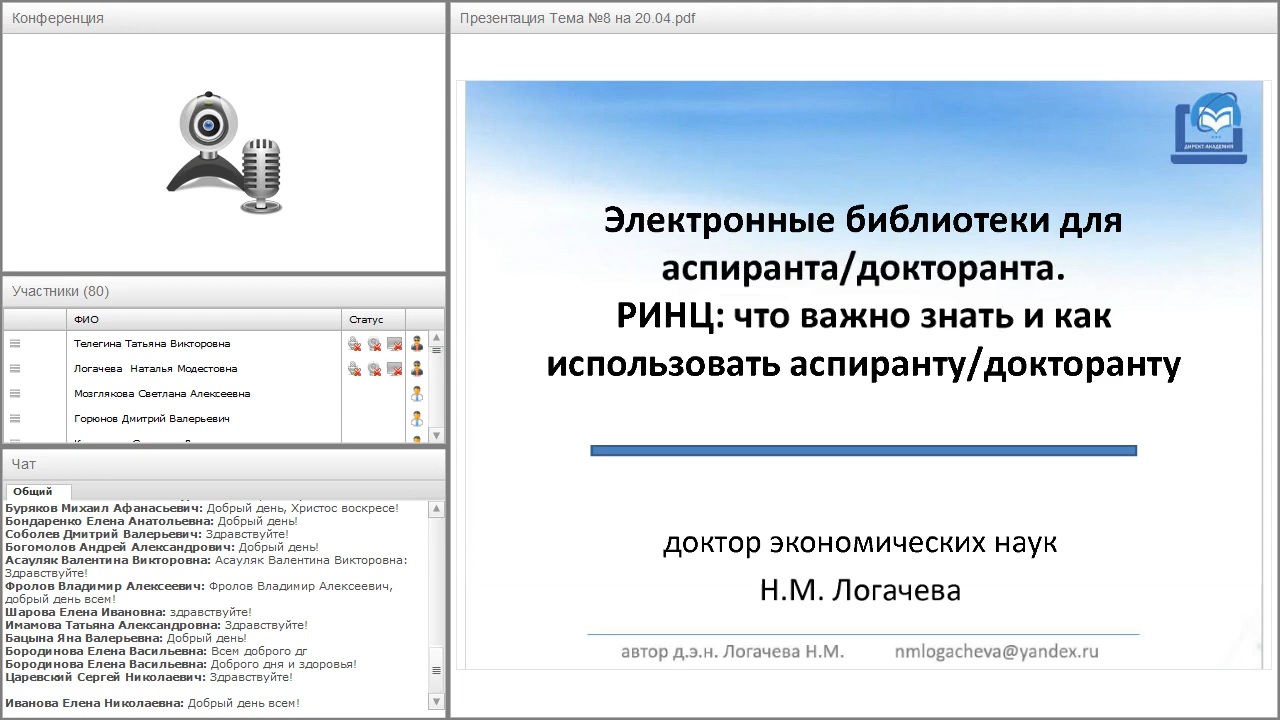 Конференция
Презентация Тема №8 на 20.04.pdf
Участники (80)
ФИО
Статус
Телегина Татьяна Викторовна
Логачева Наталья Модестовна
Мозглякова Светлана Алексеевна
Горюнов Дмитрий Валерьевич
Чат
Общий
Буряков Михаил Афанасьевич: Добрый день, Христос воскресе!
Бондаренко Елена Анатольевна: Добрый день!
Соболев Дмитрий Валерьевич: Здравствуйте!
Богомолов Андрей Александрович: Добрый день!
Асауляк Валентина Викторовна: Асауляк Валентина Викторовна:
Здравствуйте!
Фролов Владимир Алексеевич: Фролов Владимир Алексеевич,
добрый день всем!
Шарова Елена Ивановна: здравствуйте!
Имамова Татьяна Александровна: Здравствуйте!
Бацына Яна Валерьевна: Добрый день!
Бородинова Елена Васильевна: Всем доброго дг
Бородинова Елена Васильевна: Доброго дня и здоровья!
Царевский Сергей Николаевич: Здравствуйте!
Иванова Елена Николаевна: Добрый день всем!
ДИРЕКТ-АКАДЕМИЯ
Электронные библиотеки для
аспиранта/докторанта.
РИНЦ: что важно знать и как
использовать аспиранту/докторанту
доктор экономических наук
Н.М. Логачева
автор д.э.н. Логачева Н.М. nmlogacheva@yandex.ru